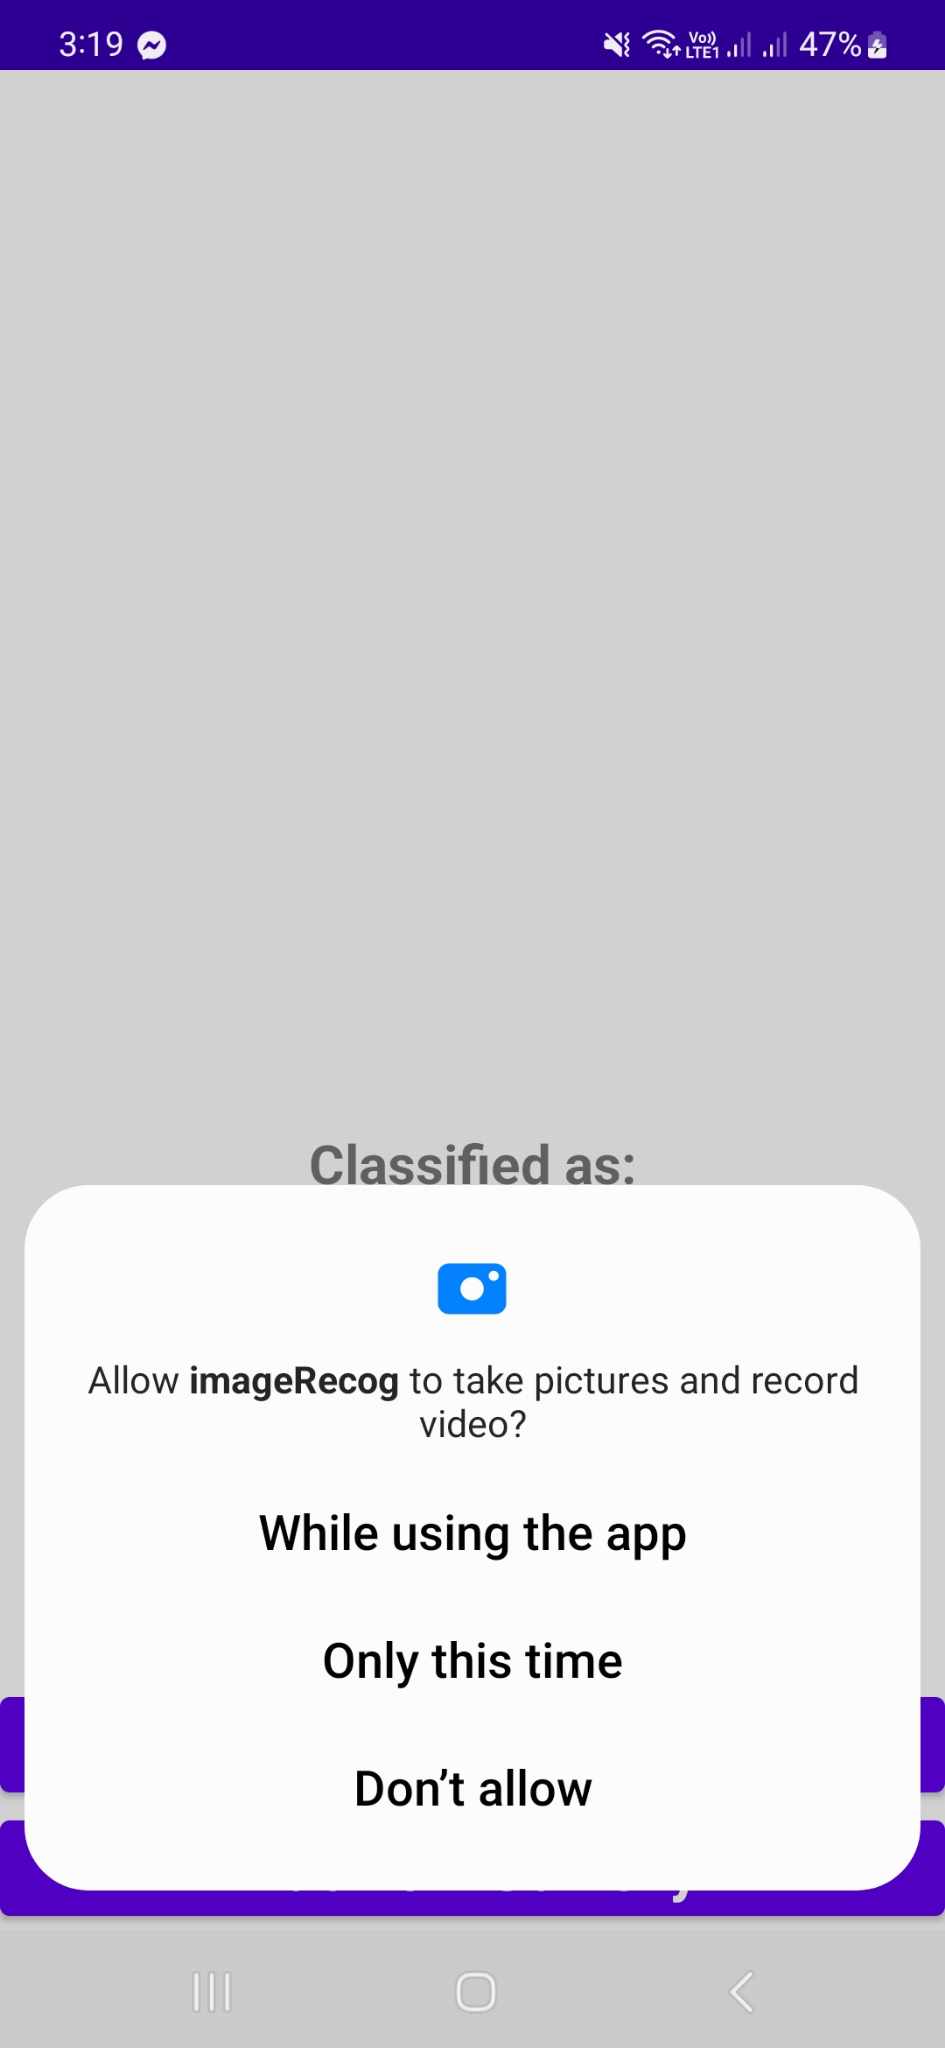 3:19
Vo)) LTE1 47%
Classified as:
Allow imageRecog to take pictures and record
video?
While using the app
Only this time
Don’t allow